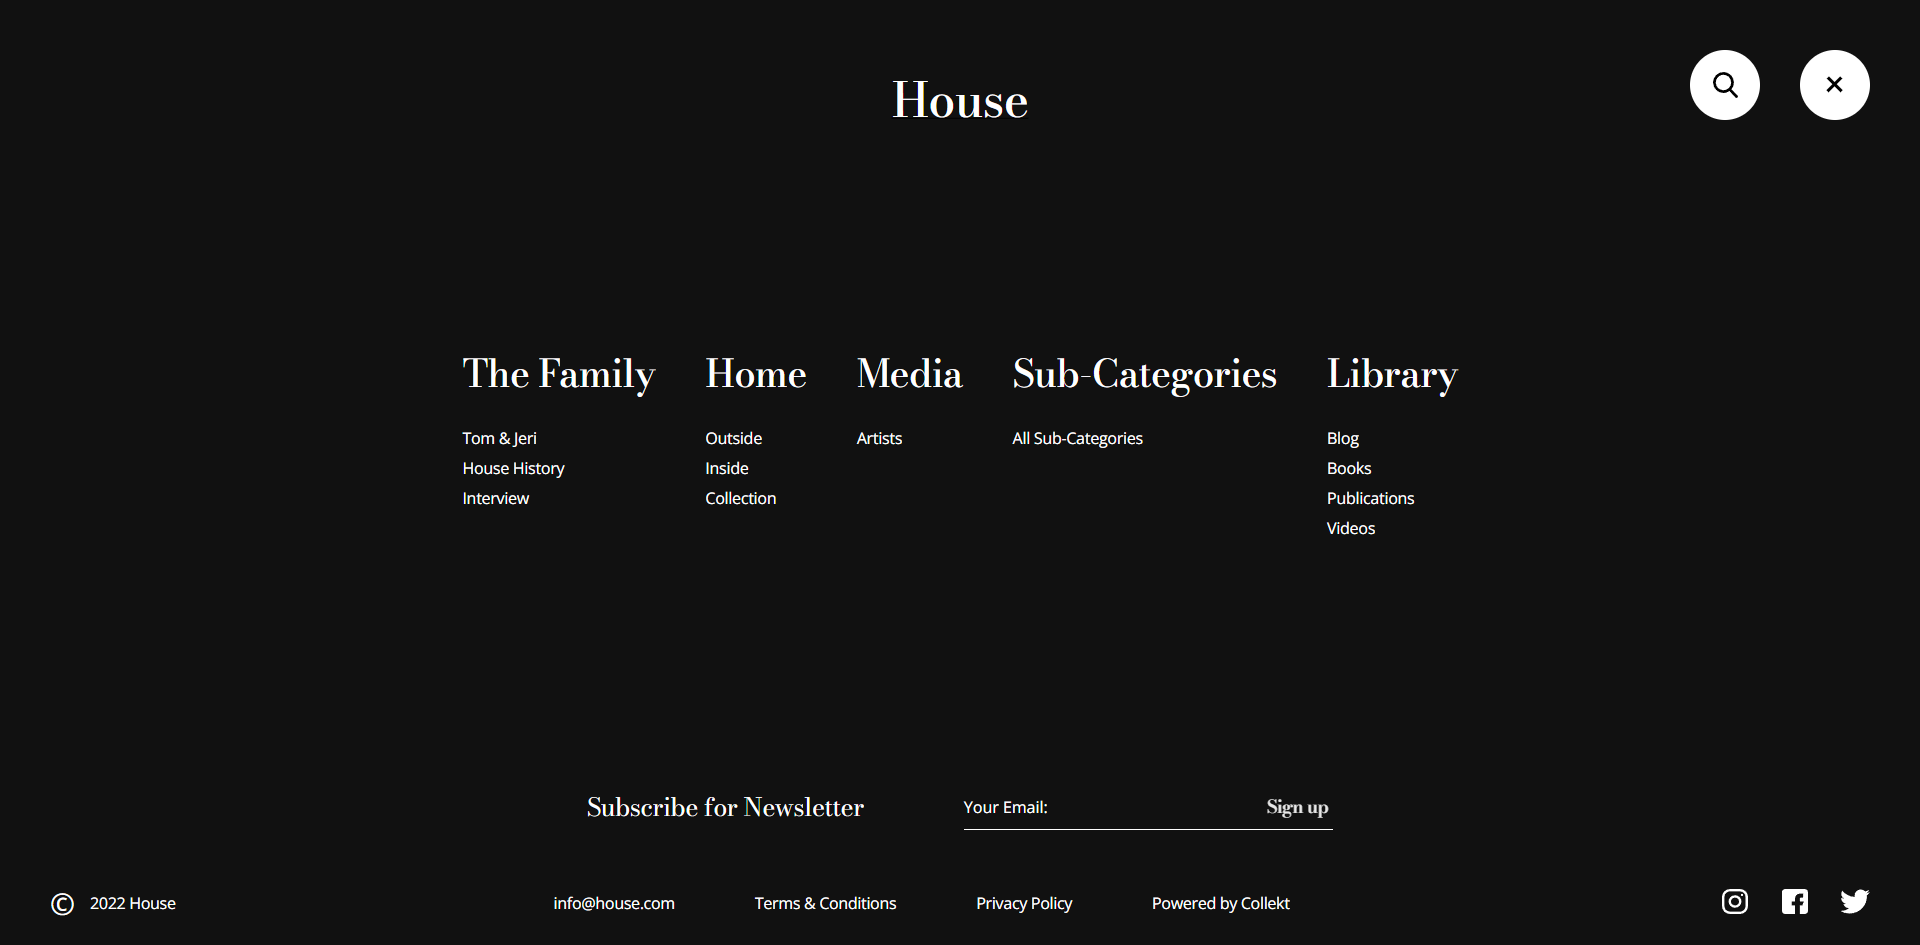 House
The Family
Tom & Jeri
House History
Interview
Home
Outside
Inside
Collection
Media
Artists
Sub-Categories
All Sub-Categories
Library
Blog
Books
Publications
Videos
Subscribe for Newsletter
Your Email:
Sign up
© 2022 House
info@house.com
Terms & Conditions
Privacy Policy
Powered by Collekt